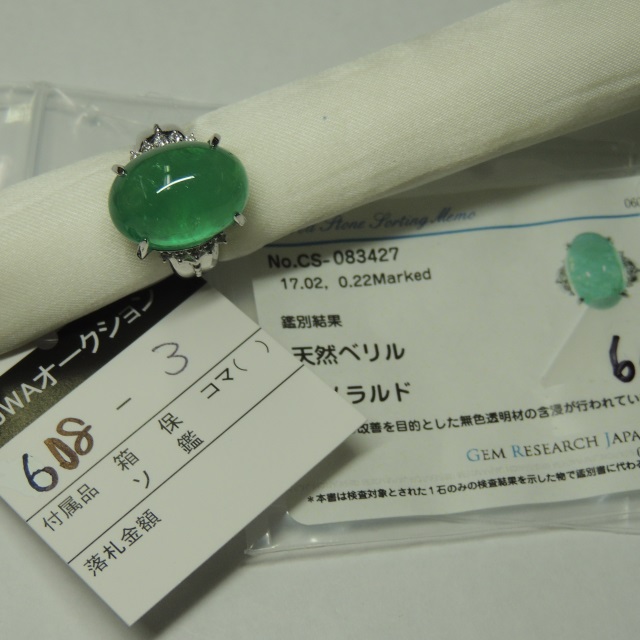 Stone Sorting Memo
No.CS- 083427
17.02, 0.22Marked
鑑別結果
天然ベリル
メラルド
改善を目的とした無色透明材の含浸が行われてい
GEM RESEARCH JAPA
*本書は検査対象とされた1石のみの検査結果を示した物で鑑別書に代わ
060
6
WAオークション
608 - 3
付属品 箱 保 コマ( )
ソ 鑑
落札金額